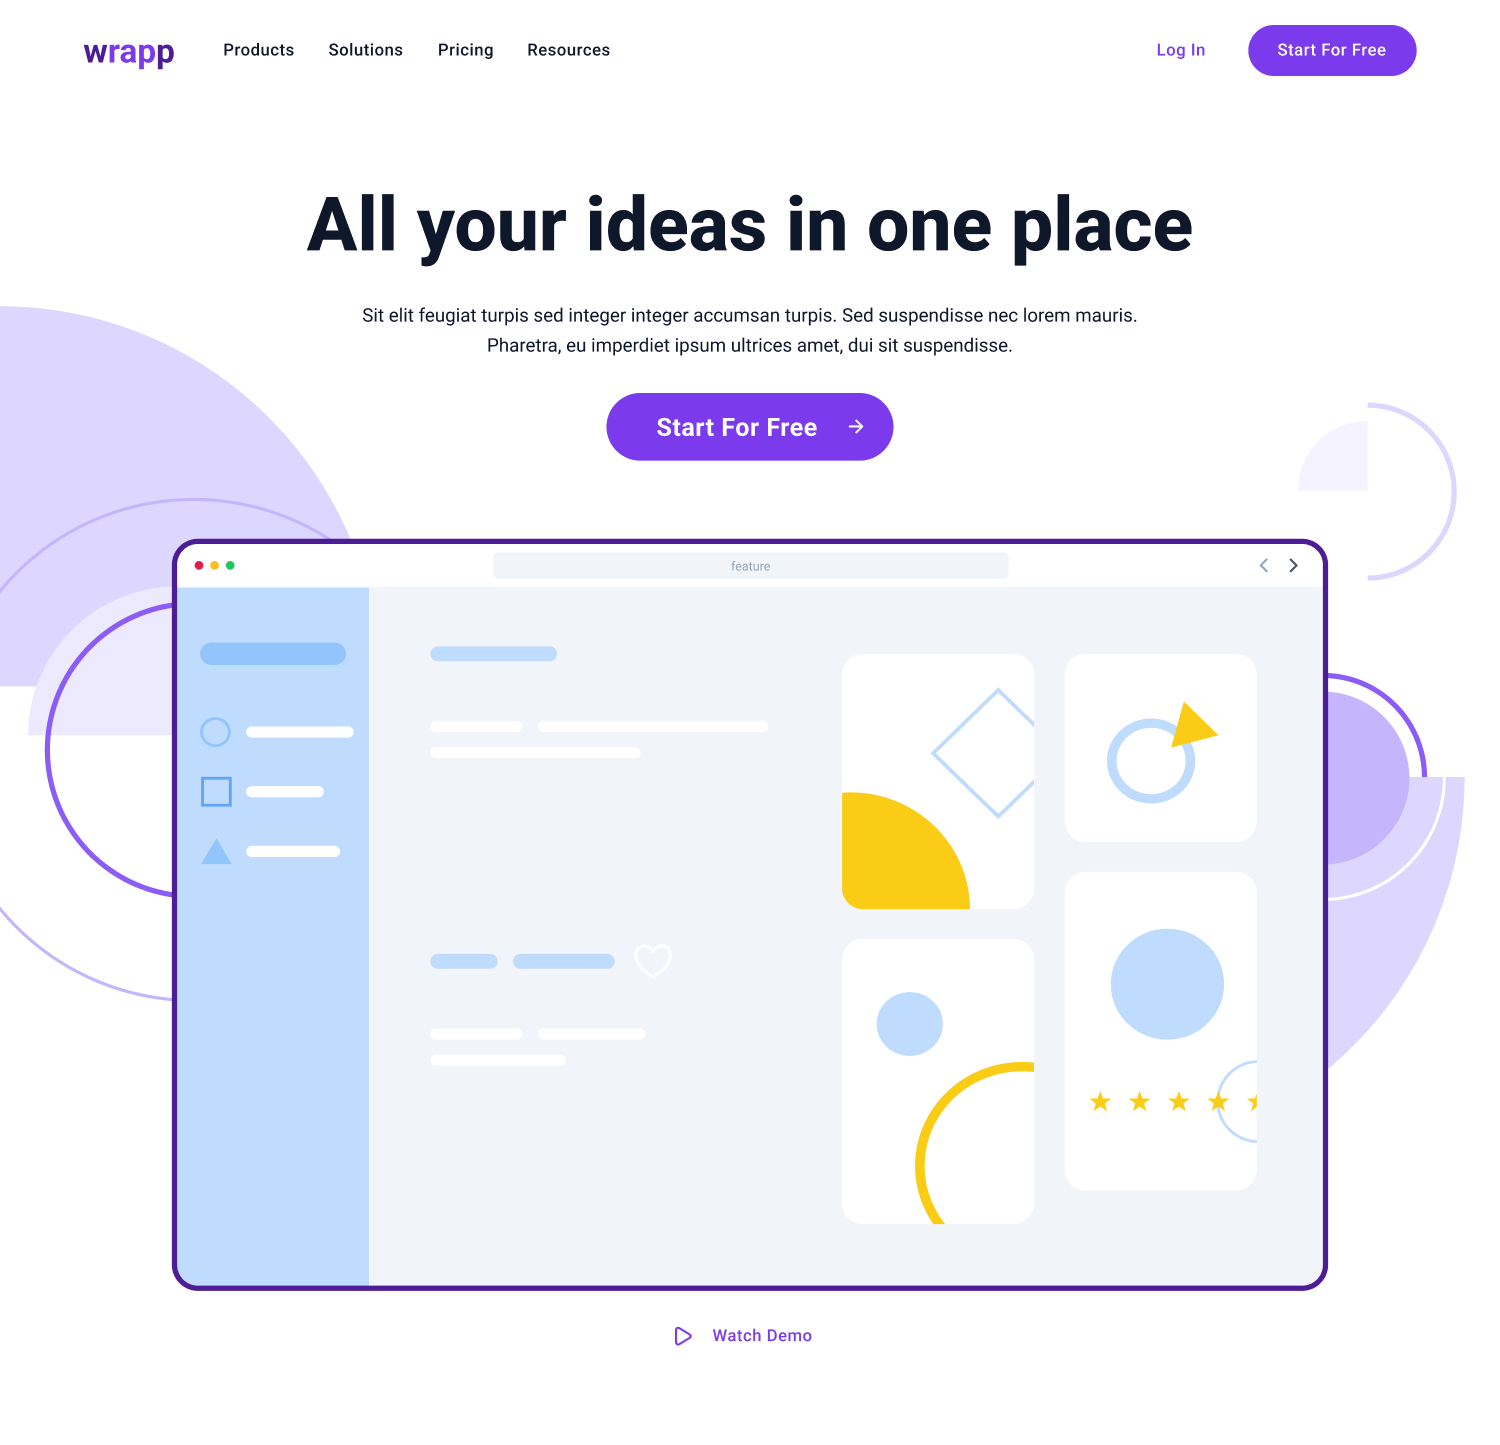 wrapp
Products Solutions Pricing Resources Log In Start For Free
All your ideas in one place
Sit elit feugiat turpis sed integer integer accumsan turpis. Sed suspendisse nec lorem mauris.
Pharetra, eu imperdiet ipsum ultrices amet, dui sit suspendisse.
Start For Free
feature
Watch Demo